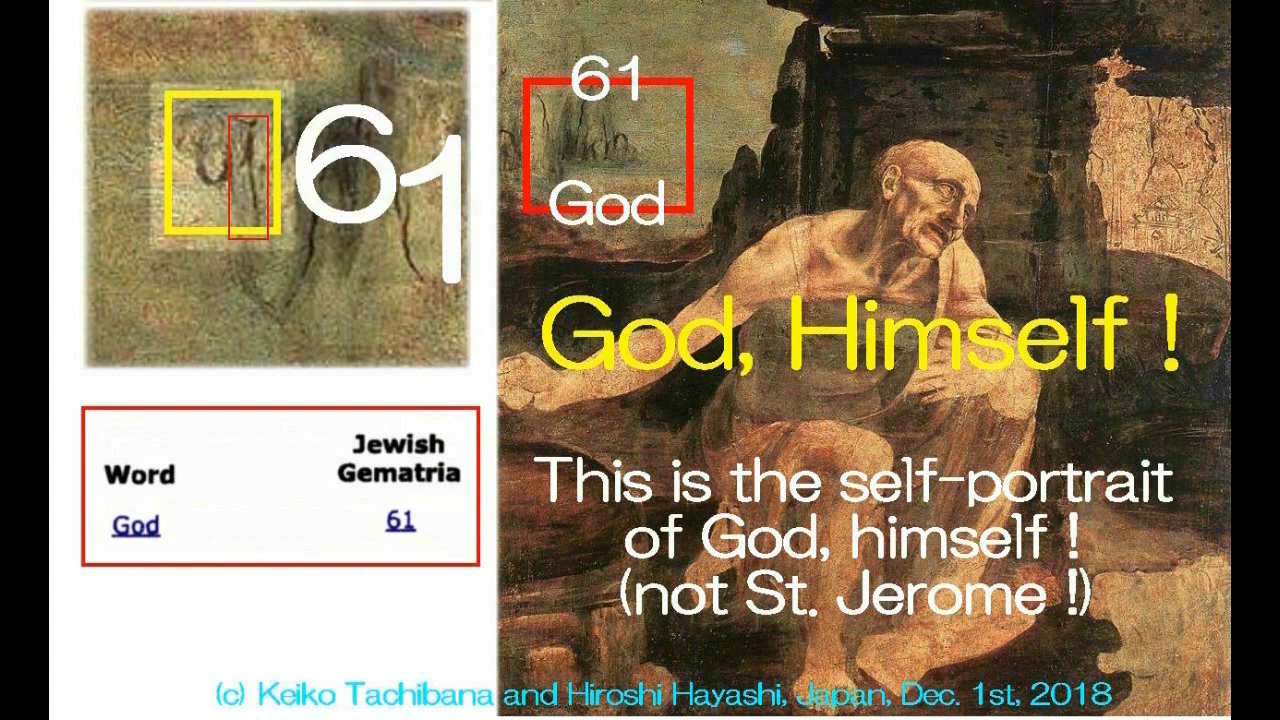 61
61
God
God, Himself !
Jewish
Word Gematria
God 61
This is the self-portrait
of God, himself !
(not St. Jerome !)
(c) Keiko Tachibana and Hiroshi Hayashi, Japan, Dec. 1st, 2018